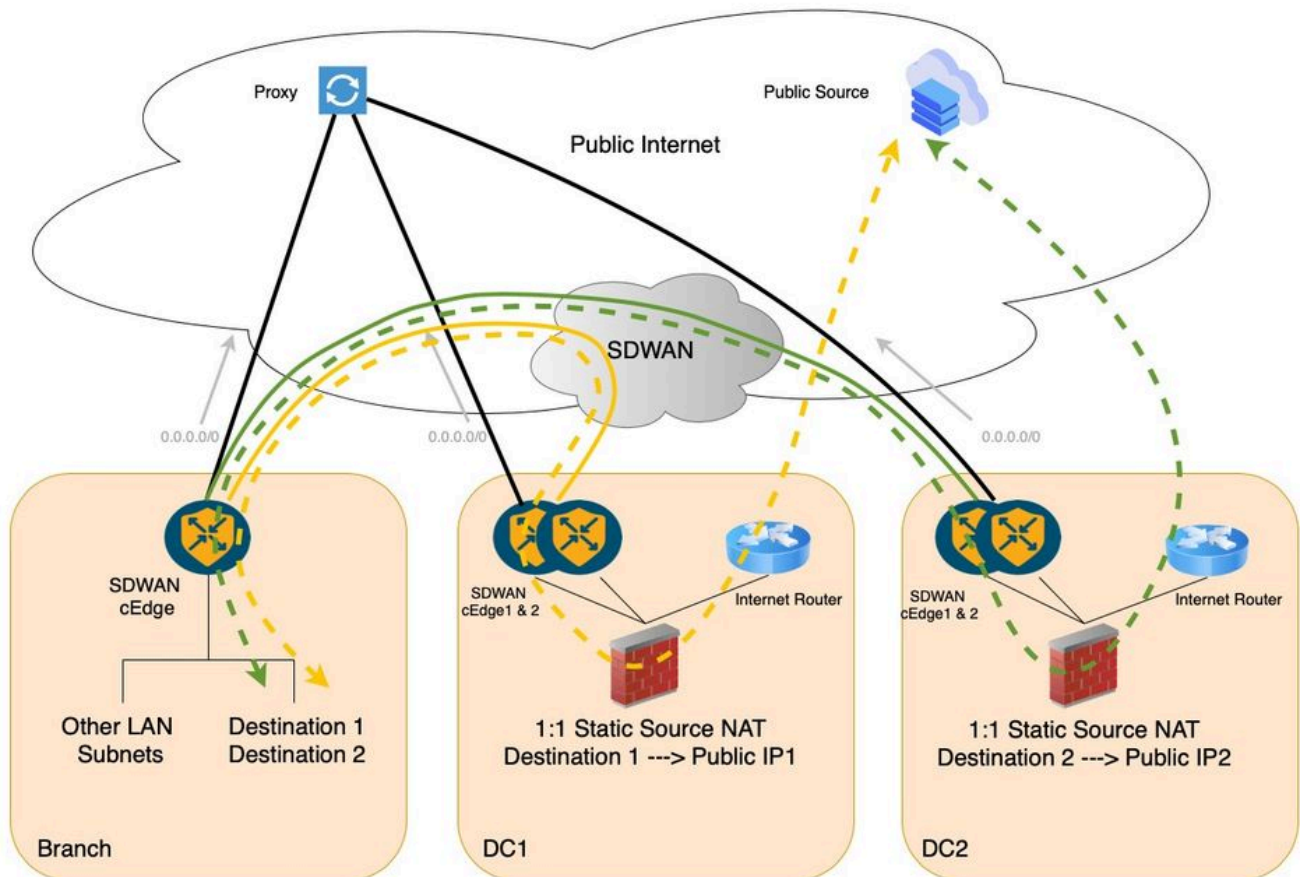 Proxy
Public Source
Public Internet
SDWAN
0.0.0.0/0
0.0.0.0/0
0.0.0.0/0
SDWAN
cEdge
Other LAN
Subnets
Destination 1
Destination 2
Branch
SDWAN
cEdge1 & 2
Internet Router
1:1 Static Source NAT
Destination 1 ---> Public IP1
DC1
SDWAN
cEdge1 & 2
Internet Router
1:1 Static Source NAT
Destination 2 ---> Public IP2
DC2